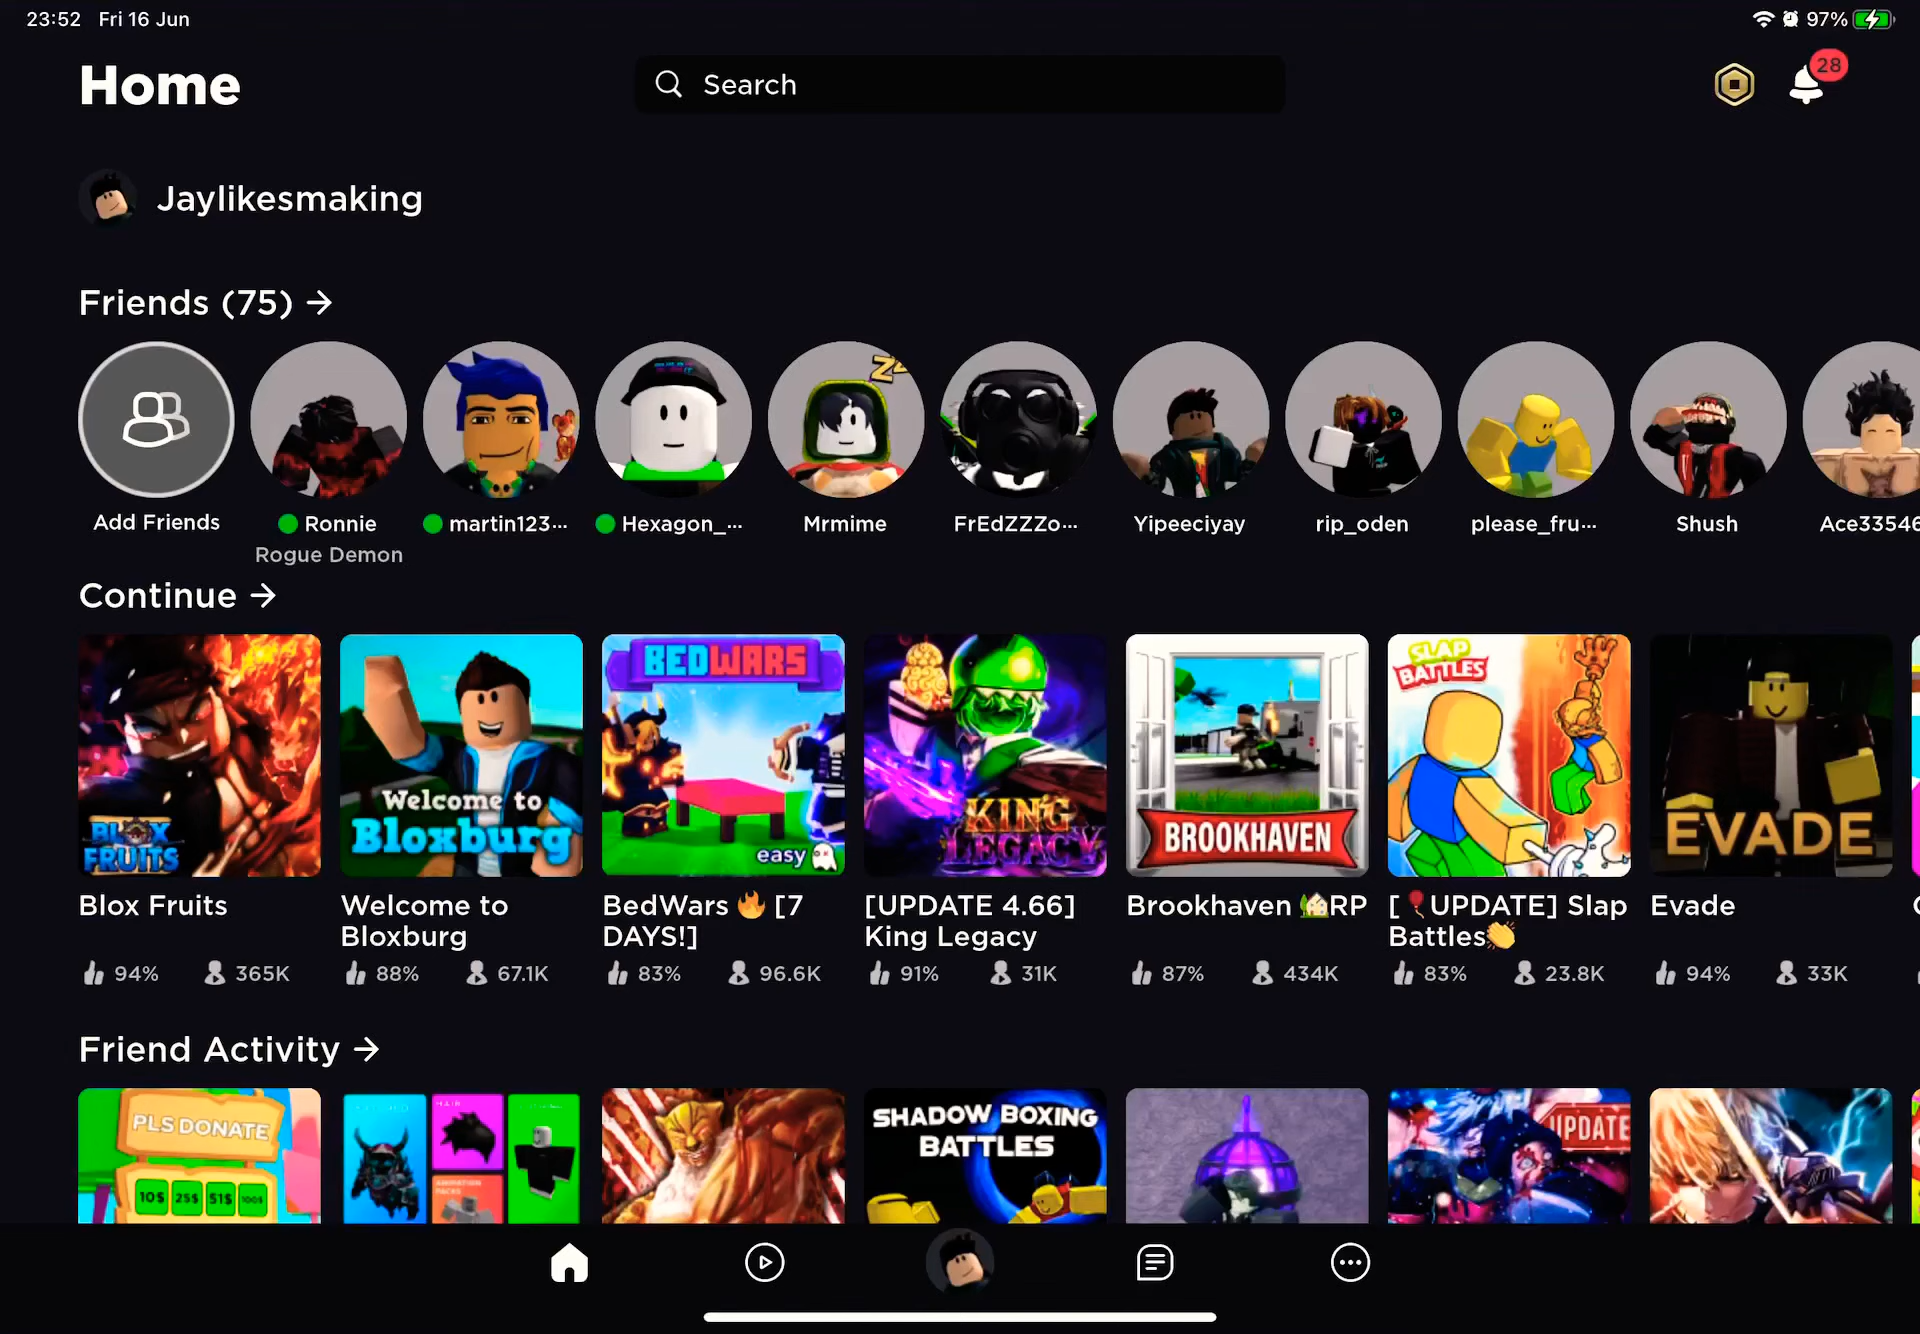 23:52 Fri 16 Jun
97%
Home
Search
28
Jaylikesmaking
Friends (75) →
Add Friends
Ronnie
martin123...
Hexagon_...
Mrmime
FrEdZZZo...
Yipeeciyay
rip_oden
please_fru...
Shush
Ace33546
Rogue Demon
Continue →
BLOX
FRUITS
Welcome to
Bloxburg
BEDWARS
easy
KING
LEGACY
BROOKHAVEN
SLAP
BATTLES
EVADE
Blox Fruits
Welcome to
Bloxburg
BedWars 🔥 [7
DAYS!]
[UPDATE 4.66]
King Legacy
Brookhaven 🏡RP
[🎈UPDATE] Slap
Battles👏
Evade
94% 365K
88% 67.1K
83% 96.6K
91% 31K
87% 434K
83% 23.8K
94% 33K
Friend Activity →
PLS DONATE
10$ 25$ 51$ 100$
HAIR
ANIMATION
PACKS
SHADOW BOXING
BATTLES
UPDATE